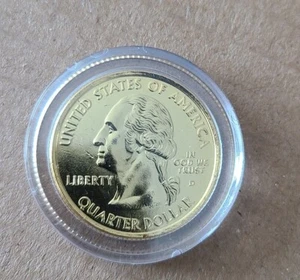 UNITED STATES OF AMERICA
LIBERTY
IN
GOD WE
TRUST
D
QUARTER DOLLAR